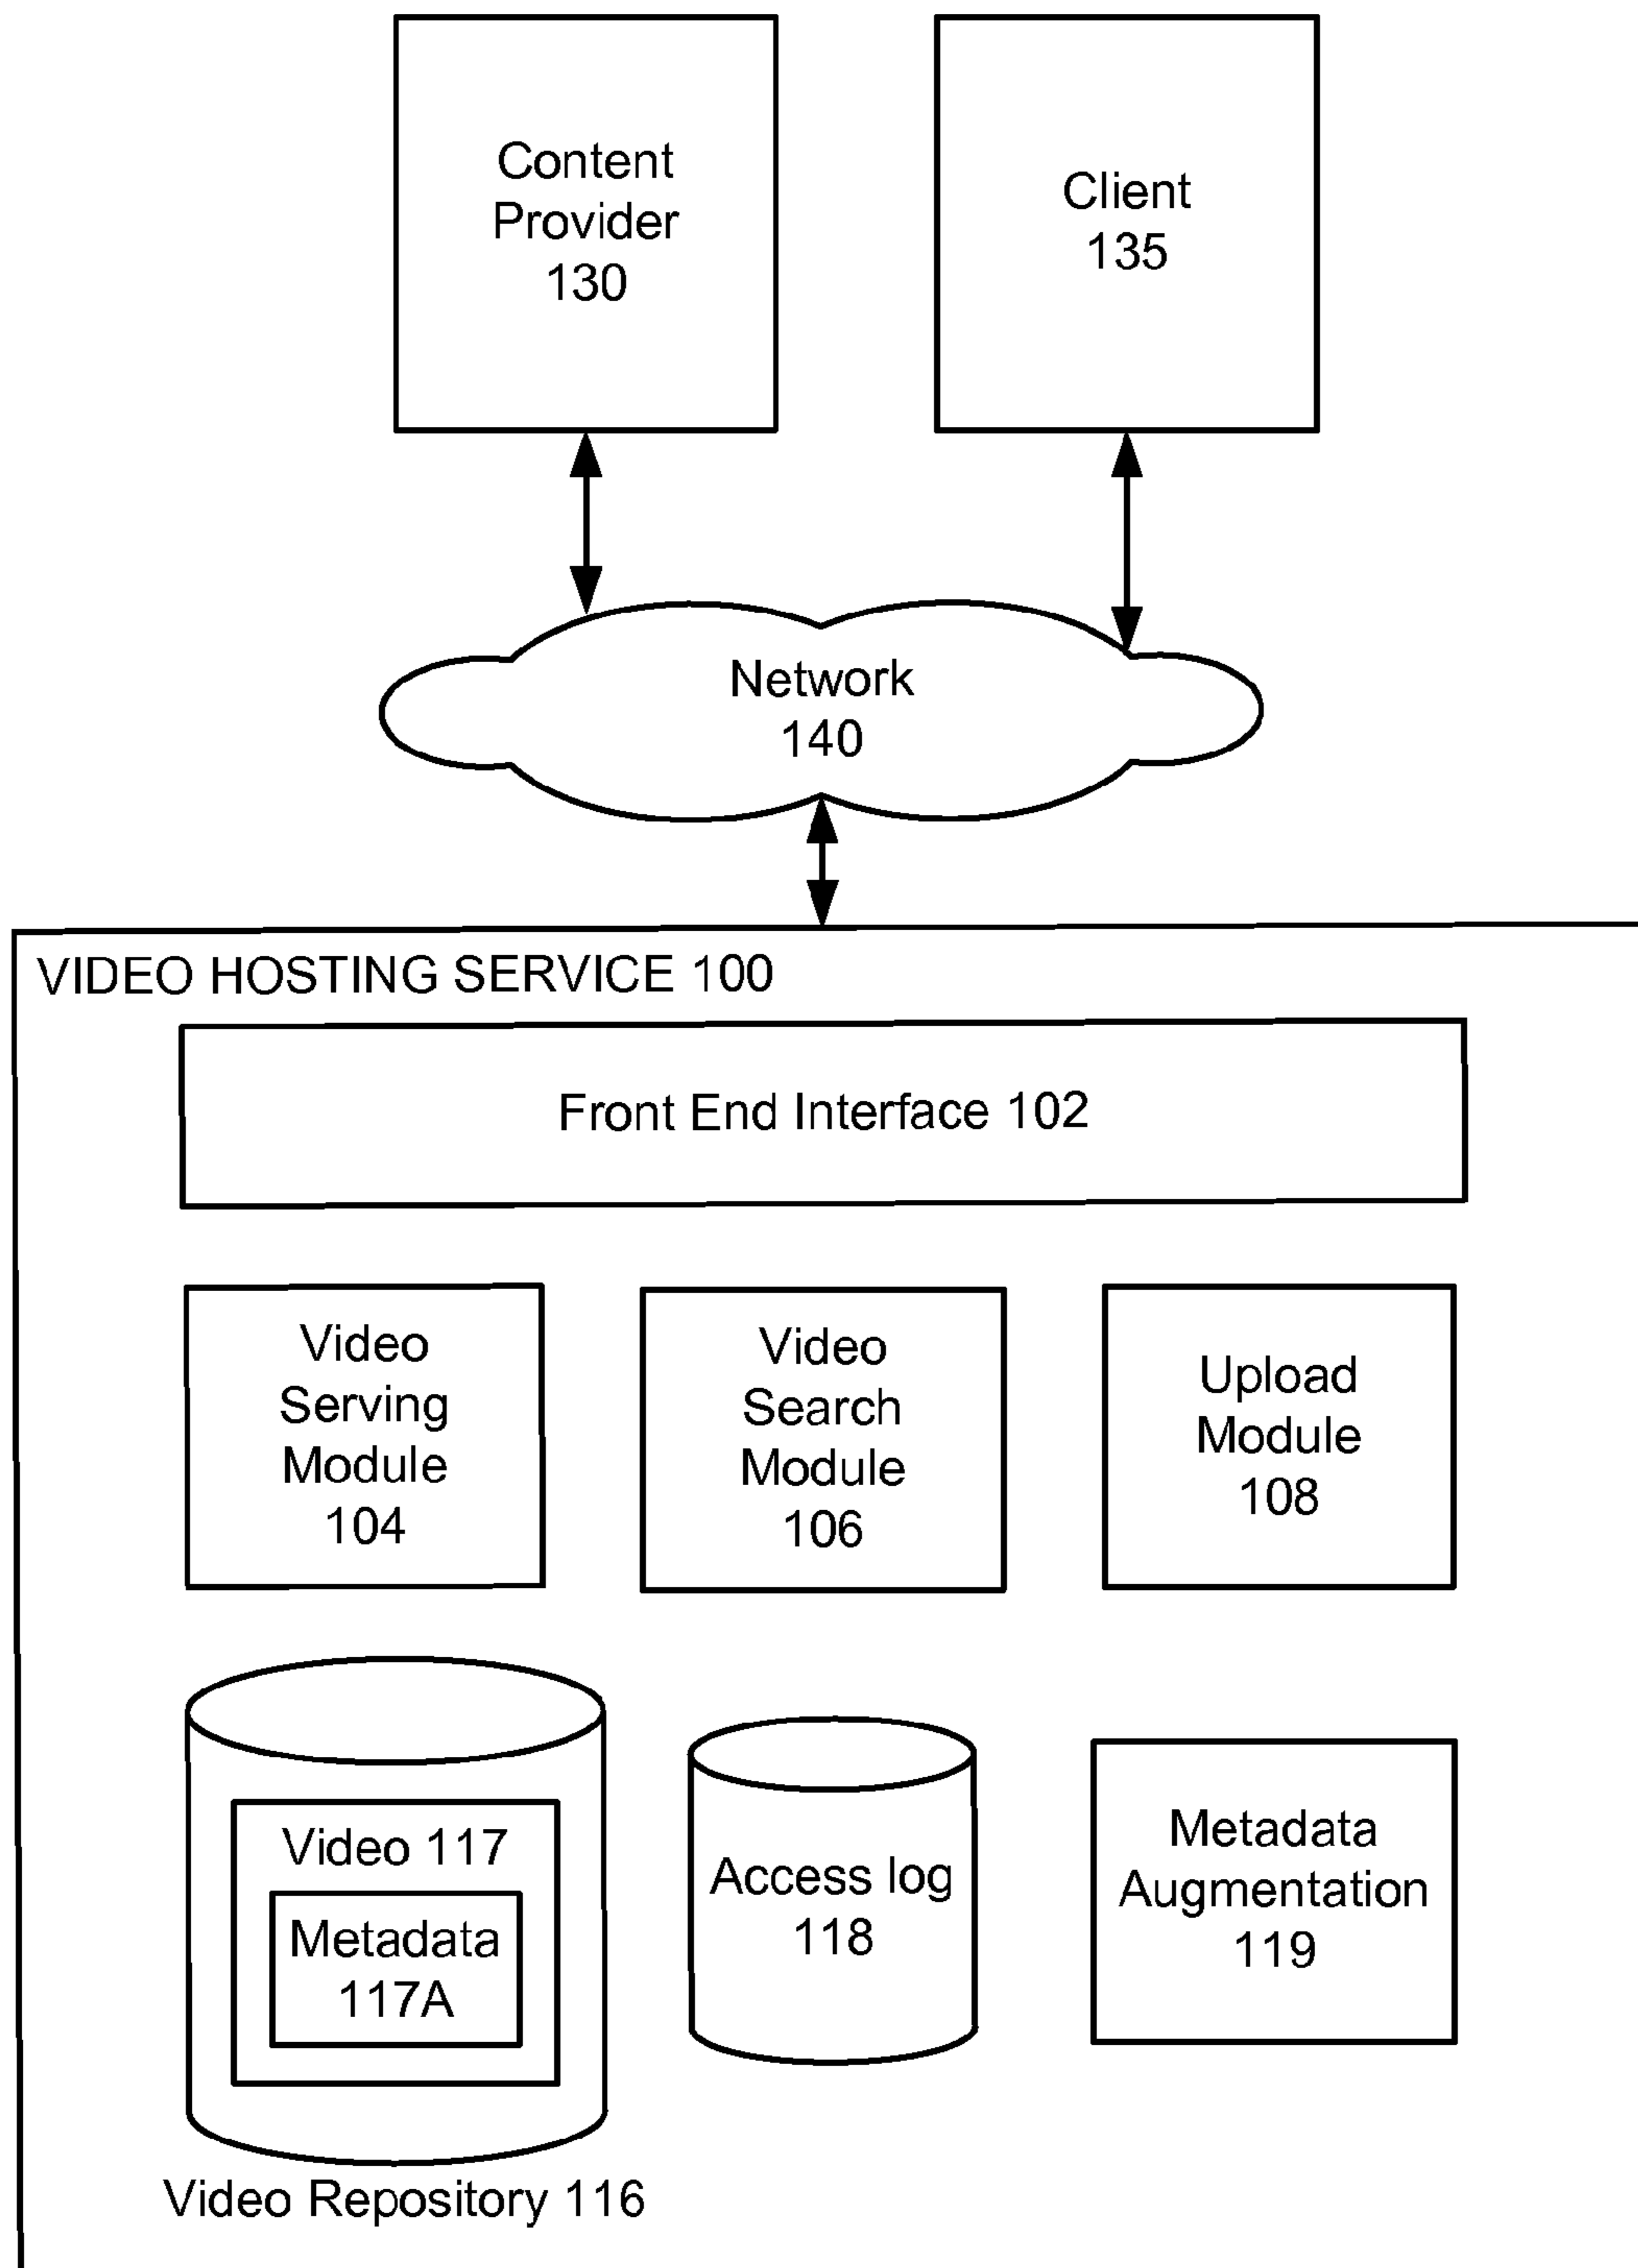 Content
Provider
130
Client
135
Network
140
VIDEO HOSTING SERVICE 100
Front End Interface 102
Video
Serving
Module
104
Video
Search
Module
106
Upload
Module
108
Video 117
Metadata
117A
Access log
118
Metadata
Augmentation
119
Video Repository 116